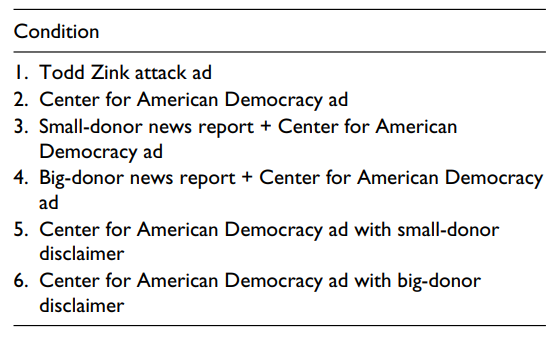 Condition
1. Todd Zink attack ad
2. Center for American Democracy ad
3. Small-donor news report + Center for American
Democracy ad
4. Big-donor news report + Center for American Democracy
ad
5. Center for American Democracy ad with small-donor
disclaimer
6. Center for American Democracy ad with big-donor
disclaimer